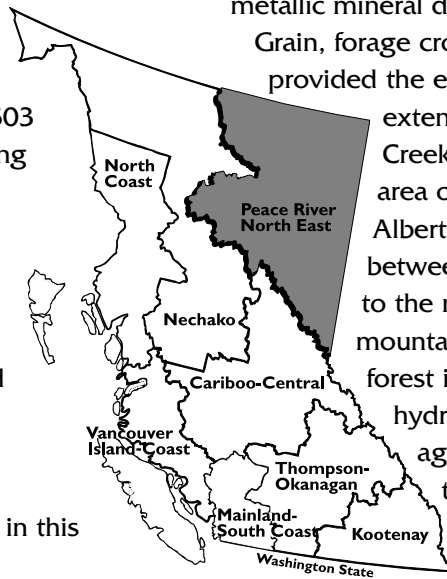 ng
d
in this
metallic mineral d
Grain, forage cro
provided the e
exten
Creek
area o
Albert
betwee
to the
mounta
forest i
hydr
ag
North
Coast
Peace River
North East
Nechako
Cariboo-Central
Vancouver
Island-Coast
Thompson-
Okanagan
Mainland-
South Coast
Kootenay
Washington State